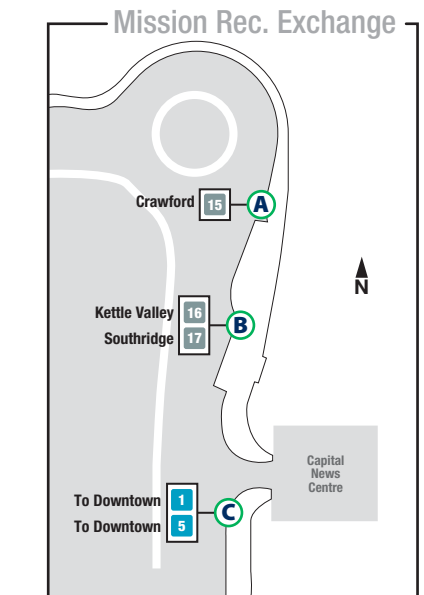 Mission Rec. Exchange
Crawford 15 A
N
Kettle Valley 16
B
Southridge 17
Capital
News
Centre
To Downtown 1
C
To Downtown 5